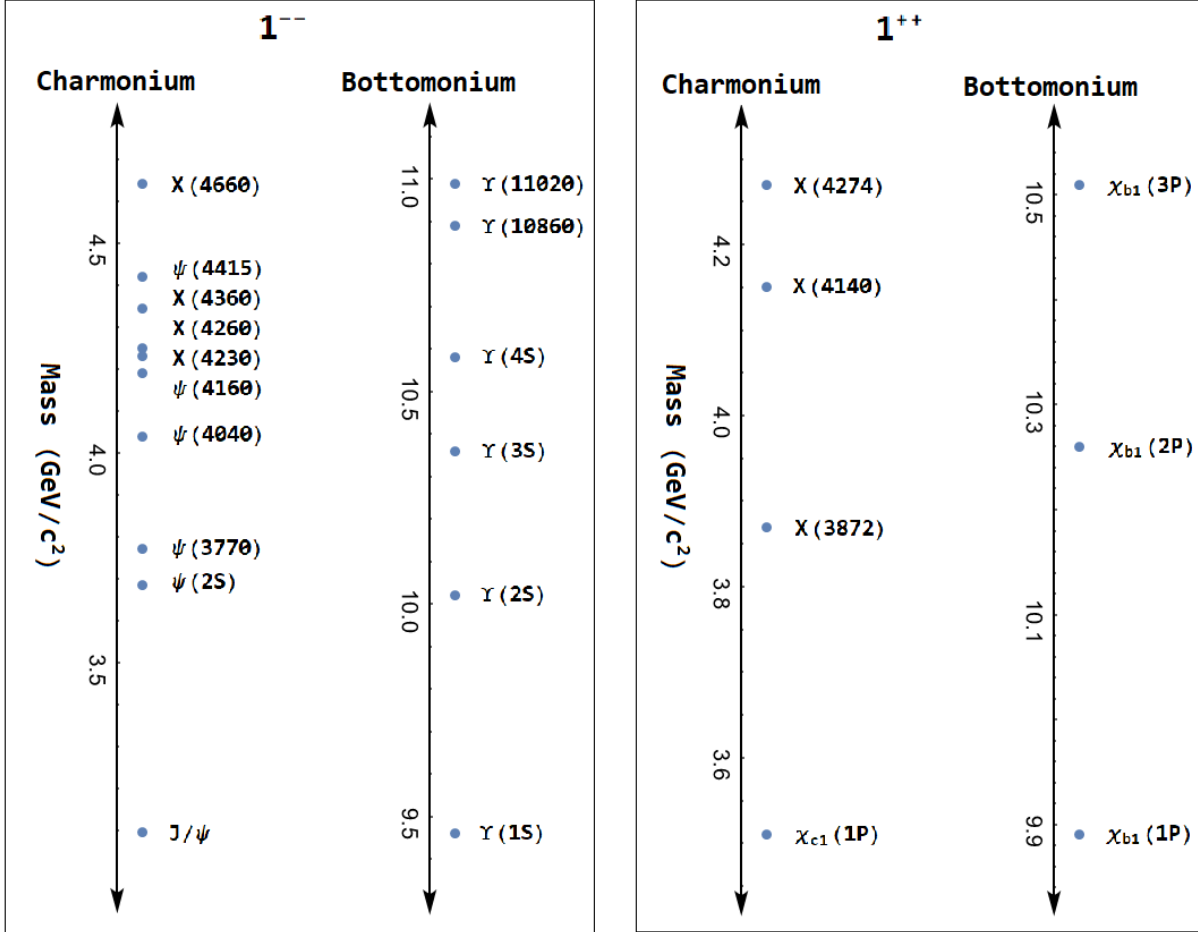 1⁻⁻
Charmonium
Bottomonium
Mass (GeV/c²)
4.5
4.0
3.5
X(4660)
ψ(4415)
X(4360)
X(4260)
X(4230)
ψ(4160)
ψ(4040)
ψ(3770)
ψ(2S)
J/ψ
11.0
10.5
10.0
9.5
ϒ(11020)
ϒ(10860)
ϒ(4S)
ϒ(3S)
ϒ(2S)
ϒ(1S)
1⁺⁺
Charmonium
Bottomonium
Mass (GeV/c²)
4.2
4.0
3.8
3.6
X(4274)
X(4140)
X(3872)
χc1(1P)
10.5
10.3
10.1
9.9
χb1(3P)
χb1(2P)
χb1(1P)